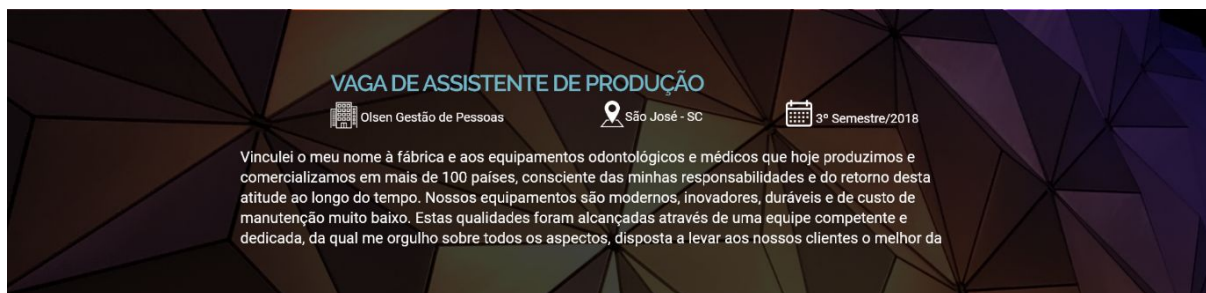 VAGA DE ASSISTENTE DE PRODUÇÃO
Olsen Gestão de Pessoas
São José - SC
3º Semestre/2018
Vinculei o meu nome à fábrica e aos equipamentos odontológicos e médicos que hoje produzimos e
comercializamos em mais de 100 países, consciente das minhas responsabilidades e do retorno desta
atitude ao longo do tempo. Nossos equipamentos são modernos, inovadores, duráveis e de custo de
manutenção muito baixo. Estas qualidades foram alcançadas através de uma equipe competente e
dedicada, da qual me orgulho sobre todos os aspectos, disposta a levar aos nossos clientes o melhor da